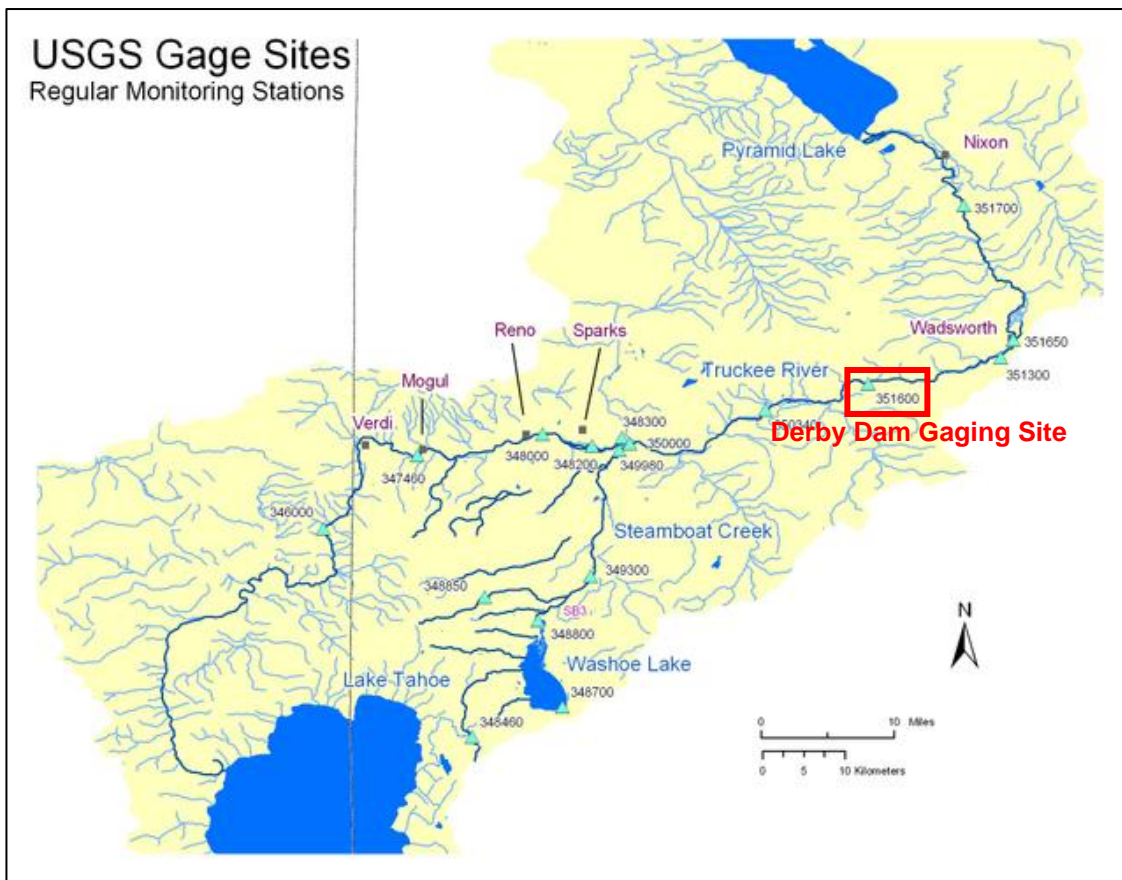 USGS Gage Sites
Regular Monitoring Stations
Pyramid Lake
Nixon
351700
Reno
Sparks
Wadsworth
351650
351300
Truckee River
Mogul
351600
Verdi
350340
Derby Dam Gaging Site
348300
350000
348000
348200
349980
347460
346000
Steamboat Creek
349300
348850
SB3
348800
N
Washoe Lake
Lake Tahoe
348700
348460
0 10 Miles
0 5 10 Kilometers